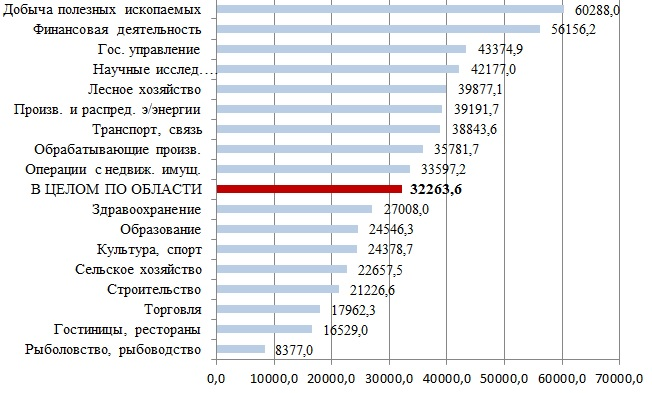 Добыча полезных ископаемых 60288,0
Финансовая деятельность 56156,2
Гос. управление 43374,9
Научные исслед.... 42177,0
Лесное хозяйство 39877,1
Произв. и распред. э/энергии 39191,7
Транспорт, связь 38843,6
Обрабатывающие произв. 35781,7
Операции с недвиж. имущ. 33597,2
В ЦЕЛОМ ПО ОБЛАСТИ 32263,6
Здравоохранение 27008,0
Образование 24546,3
Культура, спорт 24378,7
Сельское хозяйство 22657,5
Строительство 21226,6
Торговля 17962,3
Гостиницы, рестораны 16529,0
Рыболовство, рыбоводство 8377,0
0,0 10000,0 20000,0 30000,0 40000,0 50000,0 60000,0 70000,0